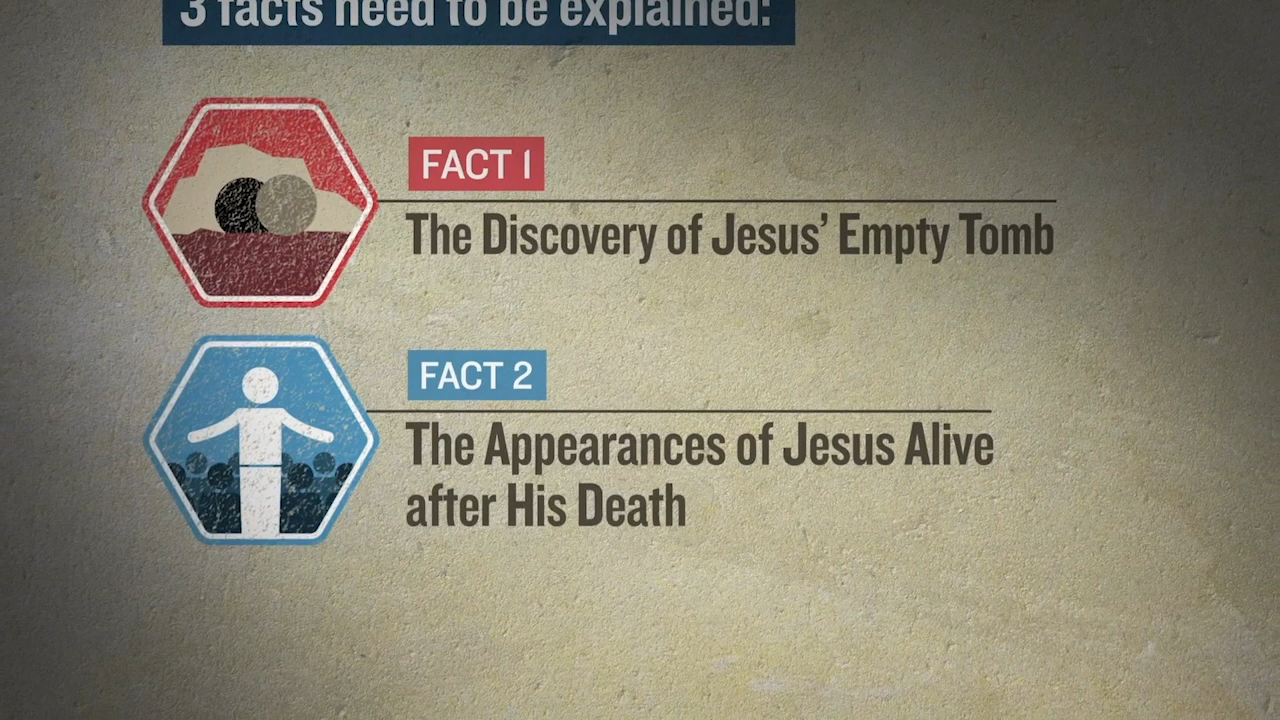 3 facts need to be explained:
FACT 1
The Discovery of Jesus’ Empty Tomb
FACT 2
The Appearances of Jesus Alive
after His Death